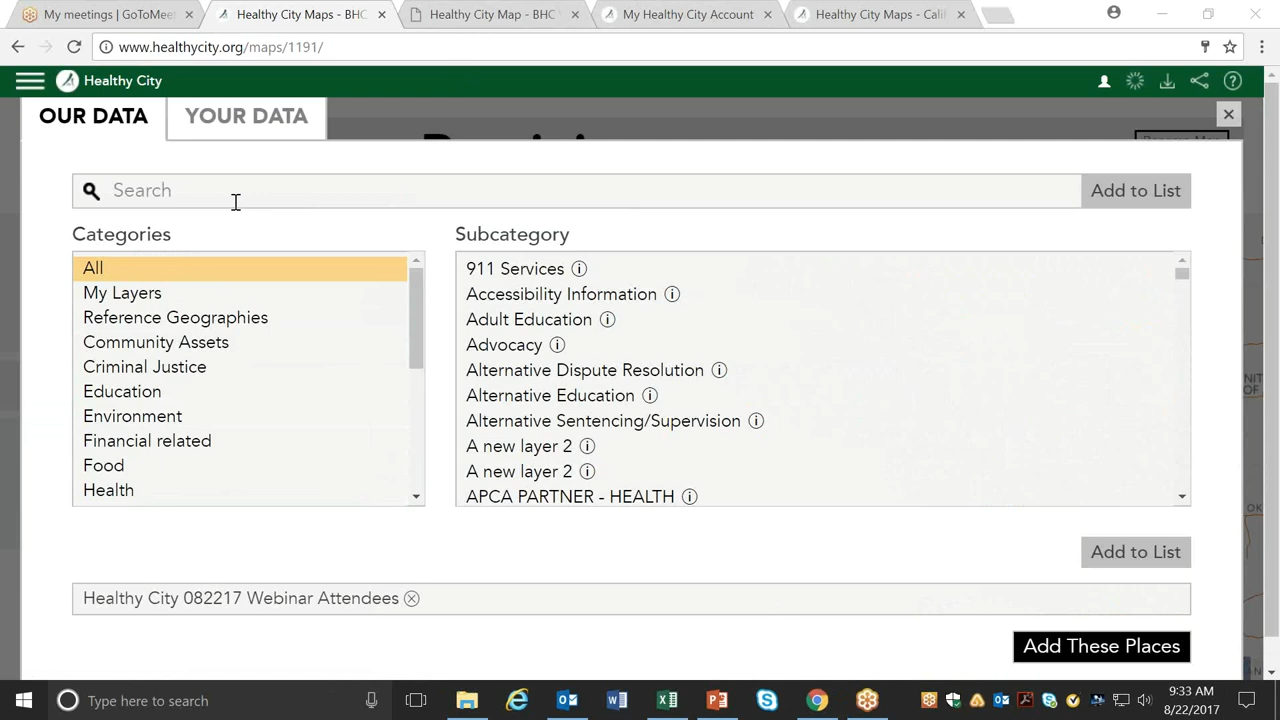 My meetings | GoToMeet
Healthy City Maps - BHC
Healthy City Map - BHC
My Healthy City Account
Healthy City Maps - Calif
www.healthycity.org/maps/1191/
Healthy City
OUR DATA
YOUR DATA
Search
Add to List
Categories
Subcategory
All
My Layers
Reference Geographies
Community Assets
Criminal Justice
Education
Environment
Financial related
Food
Health
911 Services
Accessibility Information
Adult Education
Advocacy
Alternative Dispute Resolution
Alternative Education
Alternative Sentencing/Supervision
A new layer 2
A new layer 2
APCA PARTNER - HEALTH
Add to List
Healthy City 082217 Webinar Attendees
Add These Places
Type here to search
9:33 AM
8/22/2017